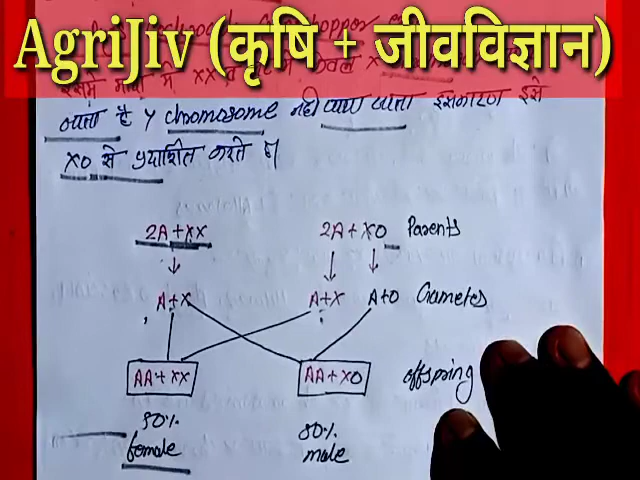 AgriJiv (कृषि + जीवविज्ञान)
जाता है Y chromosome नही पाया जाता इसकारण इसे
XO से प्रदर्शित करते है।
2A+XX 2A+XO Parents
A+X A+X A+O Gametes
AA+XX AA+XO offspring
50% 50%
female male